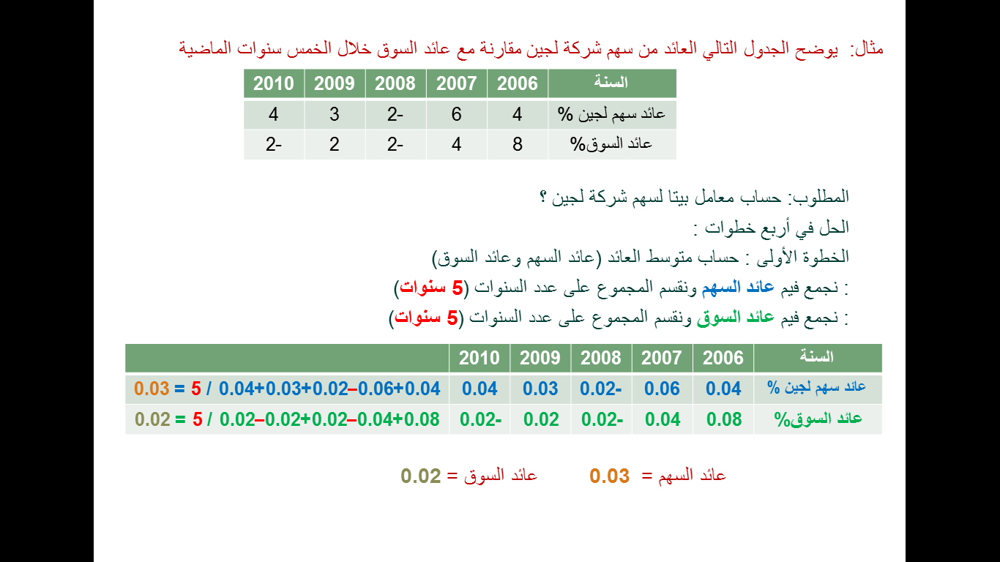 مثال: يوضح الجدول التالي العائد من سهم شركة لجين مقارنة مع عائد السوق خلال الخمس سنوات الماضية
السنة 2006 2007 2008 2009 2010
عائد سهم لجين % 4 6 -2 3 4
عائد السوق% 8 4 -2 2 -2
المطلوب: حساب معامل بيتا لسهم شركة لجين ؟
الحل في أربع خطوات :
الخطوة الأولى : حساب متوسط العائد (عائد السهم وعائد السوق)
: نجمع فيم عائد السهم ونقسم المجموع على عدد السنوات (5 سنوات)
: نجمع فيم عائد السوق ونقسم المجموع على عدد السنوات (5 سنوات)
السنة 2006 2007 2008 2009 2010
عائد سهم لجين % 0.04 0.06 -0.02 0.03 0.04 0.04+0.06–0.02+0.03+0.04 / 5 = 0.03
عائد السوق% 0.08 0.04 -0.02 0.02 -0.02 0.08+0.04–0.02+0.02–0.02 / 5 = 0.02
عائد السهم = 0.03 عائد السوق = 0.02